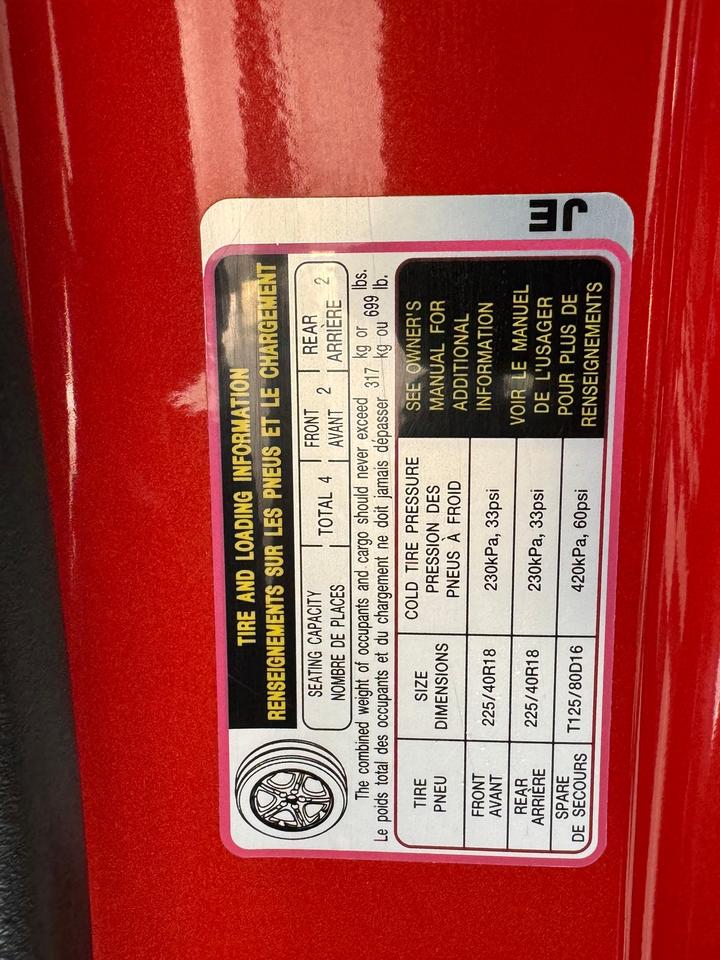 TIRE AND LOADING INFORMATION
RENSEIGNEMENTS SUR LES PNEUS ET LE CHARGEMENT
SEATING CAPACITY
NOMBRE DE PLACES
TOTAL 4
FRONT
AVANT 2
REAR
ARRIÈRE 2
The combined weight of occupants and cargo should never exceed 317 kg or 699 lbs.
Le poids total des occupants et du chargement ne doit jamais dépasser 317 kg ou 699 lb.
TIRE
PNEU
SIZE
DIMENSIONS
COLD TIRE PRESSURE
PRESSION DES
PNEUS À FROID
FRONT
AVANT
225/40R18
230kPa, 33psi
REAR
ARRIÈRE
225/40R18
230kPa, 33psi
SPARE
DE SECOURS
T125/80D16
420kPa, 60psi
SEE OWNER'S
MANUAL FOR
ADDITIONAL
INFORMATION
VOIR LE MANUEL
DE L'USAGER
POUR PLUS DE
RENSEIGNEMENTS
JE